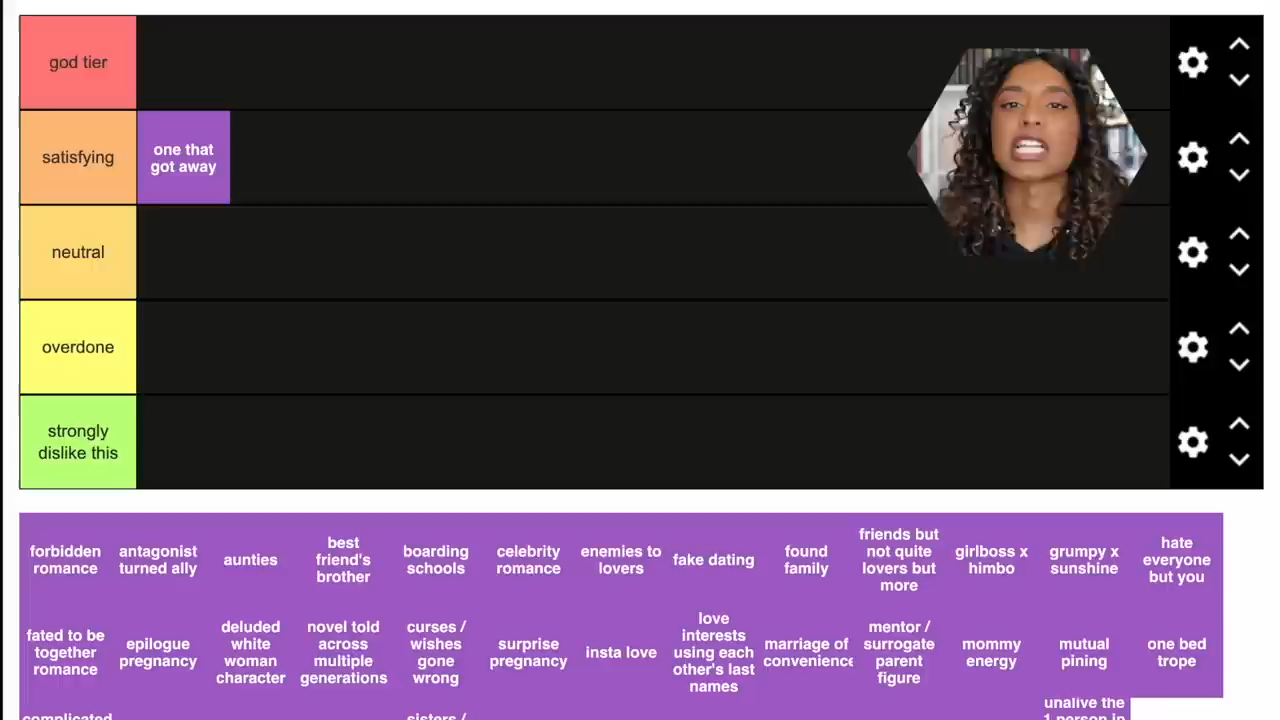 god tier
satisfying
one that
got away
neutral
overdone
strongly
dislike this
forbidden
romance
antagonist
turned ally
aunties
best
friend's
brother
boarding
schools
celebrity
romance
enemies to
lovers
fake dating
found
family
friends but
not quite
lovers but
more
girlboss x
himbo
grumpy x
sunshine
hate
everyone
but you
fated to be
together
romance
epilogue
pregnancy
deluded
white
woman
character
novel told
across
multiple
generations
curses /
wishes
gone
wrong
surprise
pregnancy
insta love
love
interests
using each
other's last
names
marriage of
convenience
mentor /
surrogate
parent
figure
mommy
energy
mutual
pining
one bed
trope
complicated
sisters /
unalive the
1 person in